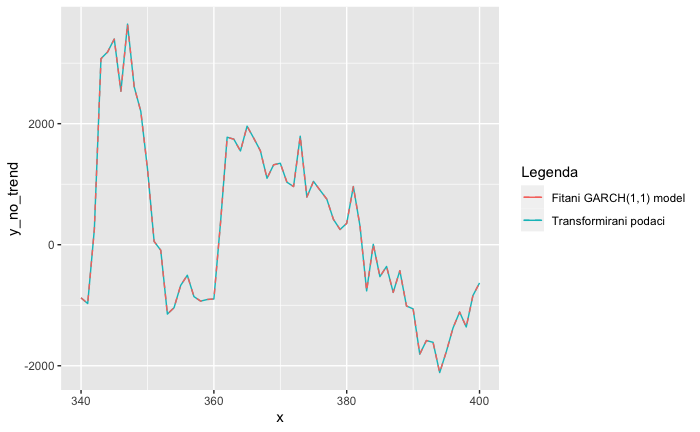 y_no_trend
2000
0
-2000
340
360
380
400
x
Legenda
Fitani GARCH(1,1) model
Transformirani podaci